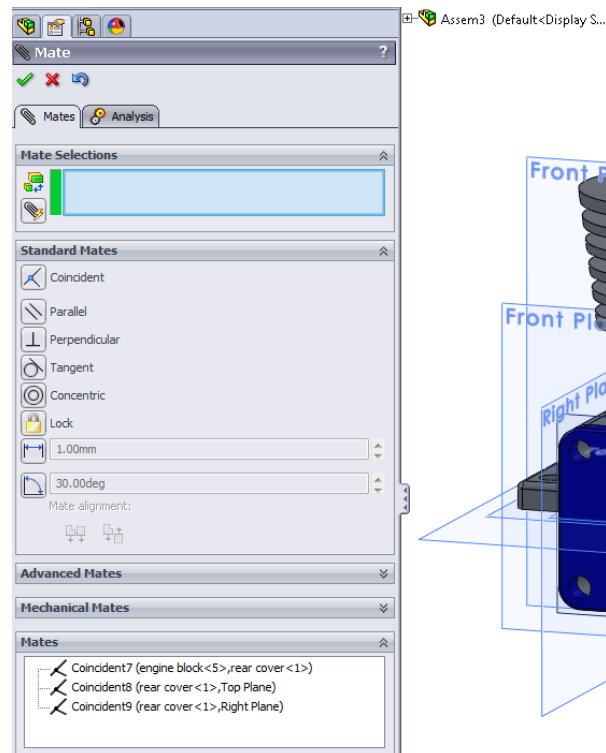 Assem3 (Default<Display S...
Mate ?
Mates Analysis
Mate Selections
Standard Mates
Coincident
Parallel
Perpendicular
Tangent
Concentric
Lock
1.00mm
30.00deg
Mate alignment:
Advanced Mates
Mechanical Mates
Mates
Coincident7 (engine block<5>,rear cover<1>)
Coincident8 (rear cover<1>,Top Plane)
Coincident9 (rear cover<1>,Right Plane)
Front P
Front Pl
Right Pla